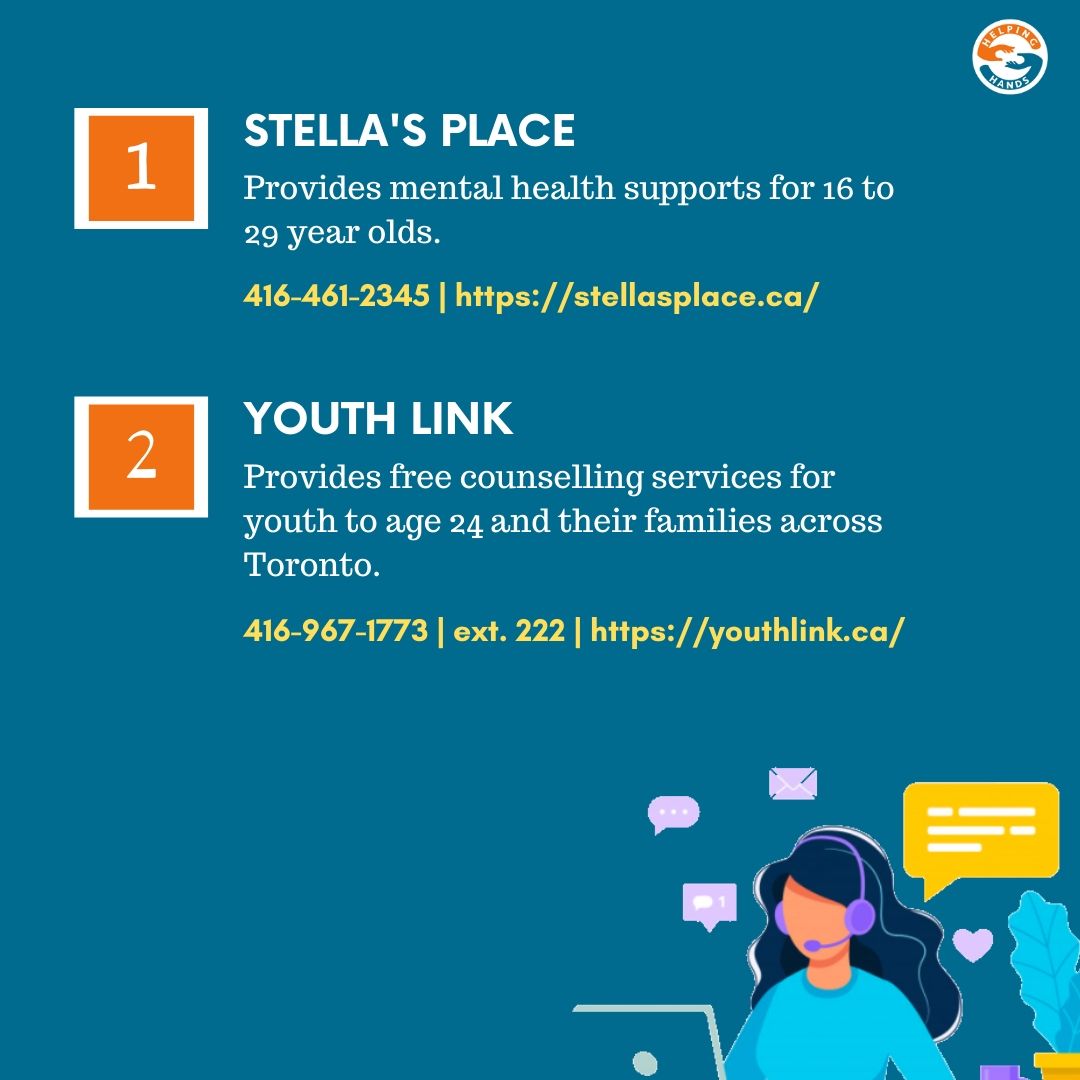 HELPING
HANDS
1
STELLA'S PLACE
Provides mental health supports for 16 to
29 year olds.
416-461-2345 | https://stellasplace.ca/
2
YOUTH LINK
Provides free counselling services for
youth to age 24 and their families across
Toronto.
416-967-1773 | ext. 222 | https://youthlink.ca/
1